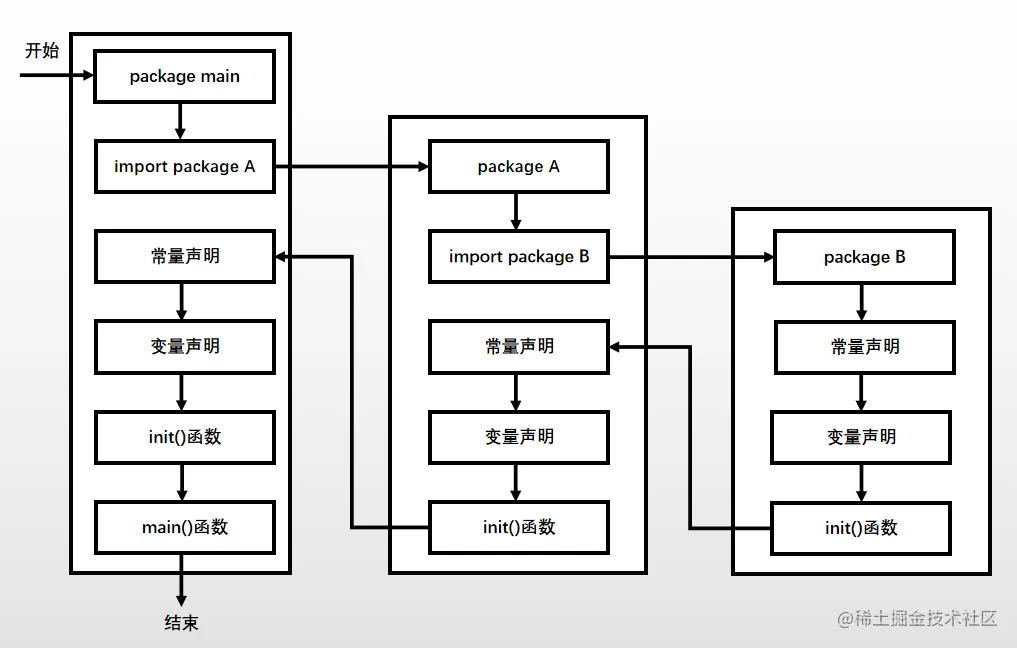 开始
package main
import package A
常量声明
变量声明
init()函数
main()函数
结束
package A
import package B
常量声明
变量声明
init()函数
package B
常量声明
变量声明
init()函数
@稀土掘金技术社区